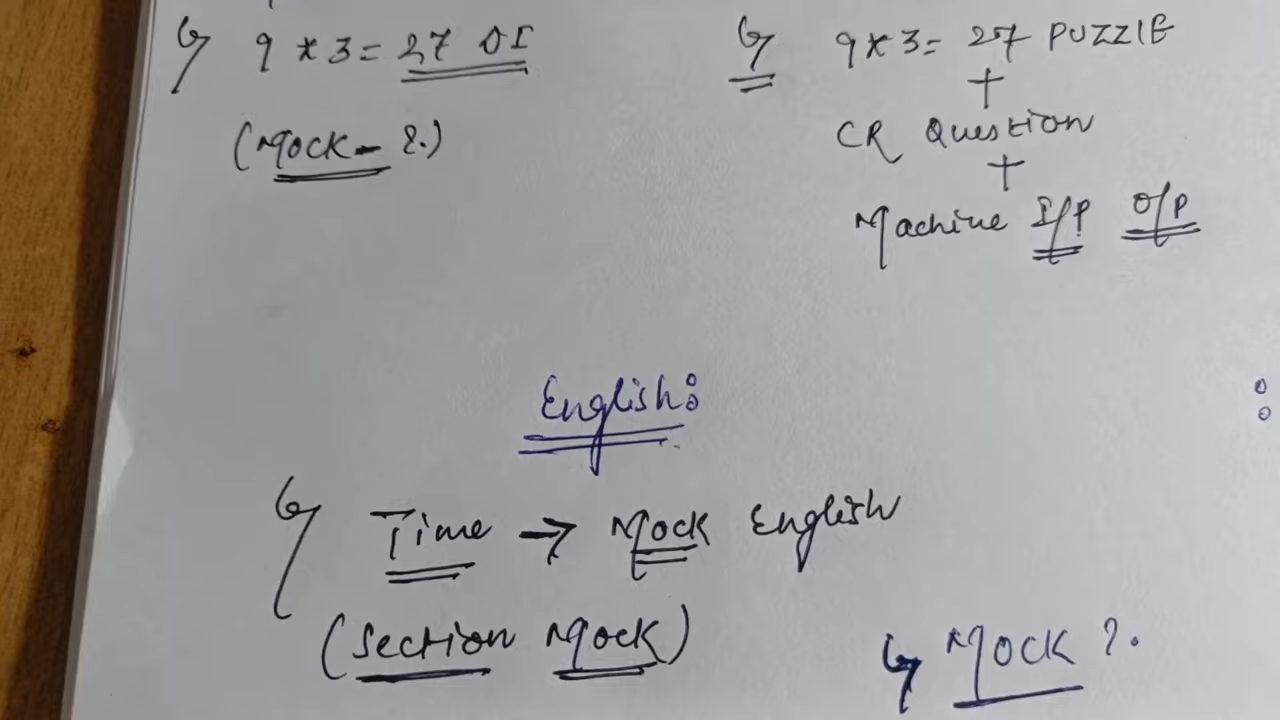 9 * 3 = 27 DI
(Mock - ?.)
9 * 3 = 27 PUZZLE
+
CR Question
+
Machine I/P O/P
English:
Time → Mock English
(Section Mock)
Mock ?.